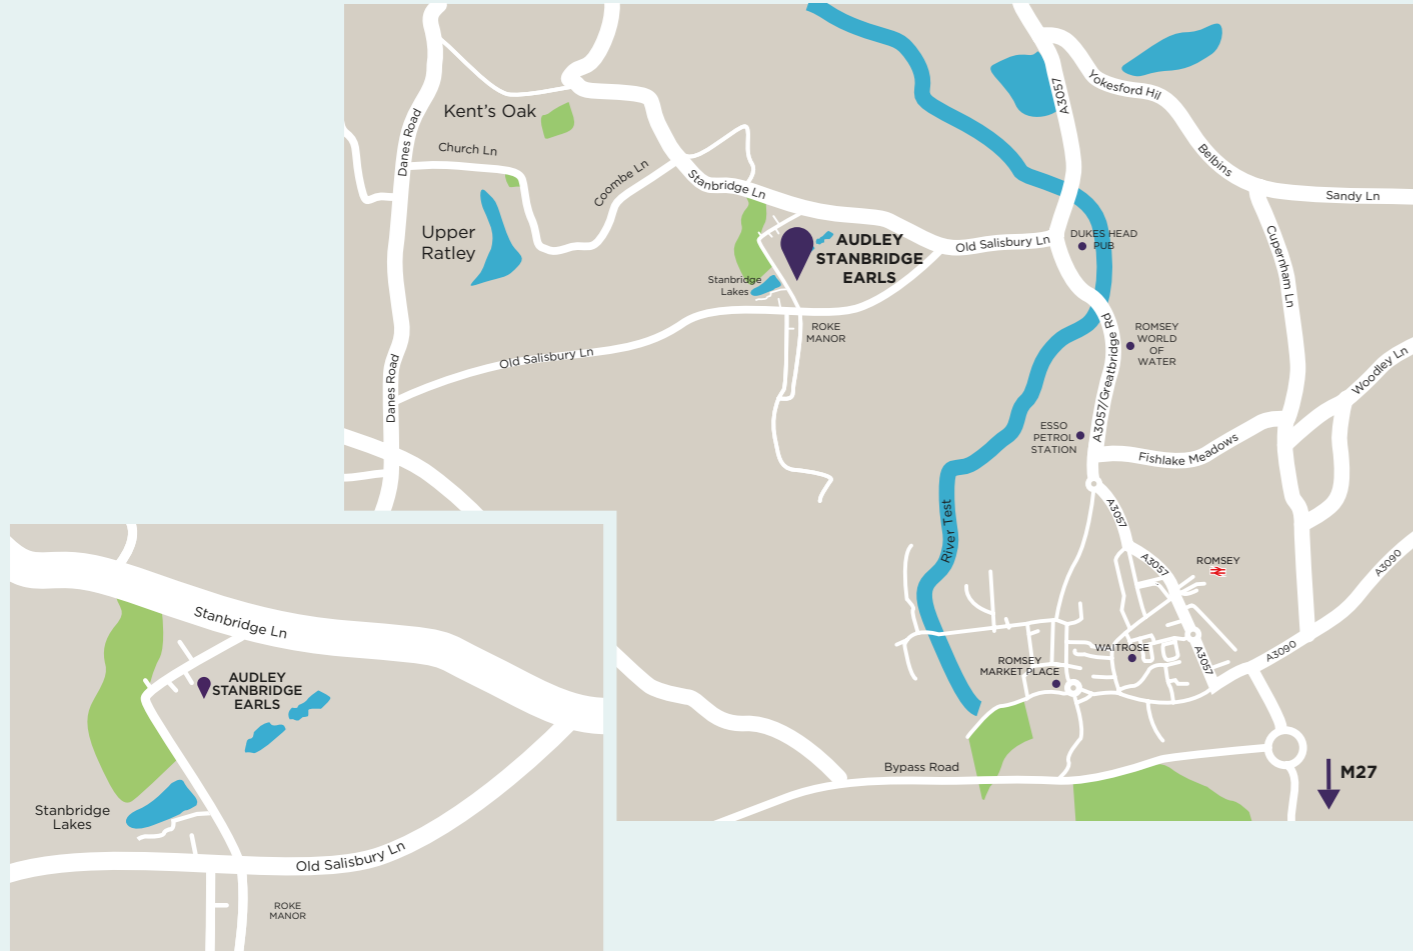 Yokesford Hil
A3057
Kent's Oak
Danes Road
Church Ln
Belbins
Coombe Ln
Stanbridge Ln
Sandy Ln
Upper
Ratley
AUDLEY
STANBRIDGE
EARLS
Old Salisbury Ln
DUKES HEAD
PUB
Cupernham Ln
Stanbridge
Lakes
ROKE
MANOR
A3057/Greatbridge Rd
ROMSEY
WORLD
OF
WATER
Old Salisbury Ln
Danes Road
Woodley Ln
ESSO
PETROL
STATION
Fishlake Meadows
River Test
A3057
A3057
ROMSEY
A3090
WAITROSE
ROMSEY
MARKET PLACE
A3057
A3090
Bypass Road
M27
Stanbridge Ln
AUDLEY
STANBRIDGE
EARLS
Stanbridge
Lakes
Old Salisbury Ln
ROKE
MANOR